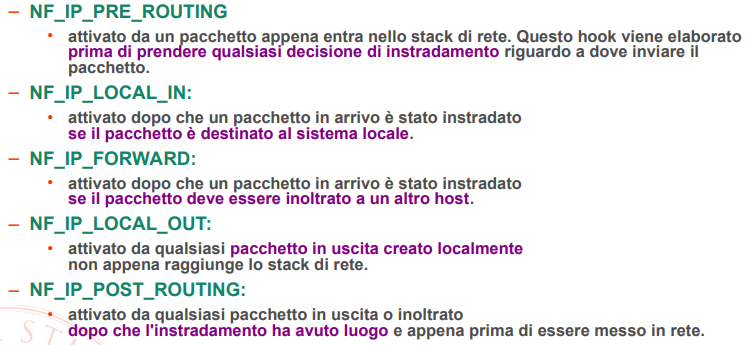 – NF_IP_PRE_ROUTING
• attivato da un pacchetto appena entra nello stack di rete. Questo hook viene elaborato
prima di prendere qualsiasi decisione di instradamento riguardo a dove inviare il
pacchetto.
– NF_IP_LOCAL_IN:
• attivato dopo che un pacchetto in arrivo è stato instradato
se il pacchetto è destinato al sistema locale.
– NF_IP_FORWARD:
• attivato dopo che un pacchetto in arrivo è stato instradato
se il pacchetto deve essere inoltrato a un altro host.
– NF_IP_LOCAL_OUT:
• attivato da qualsiasi pacchetto in uscita creato localmente
non appena raggiunge lo stack di rete.
– NF_IP_POST_ROUTING:
• attivato da qualsiasi pacchetto in uscita o inoltrato
dopo che l'instradamento ha avuto luogo e appena prima di essere messo in rete.